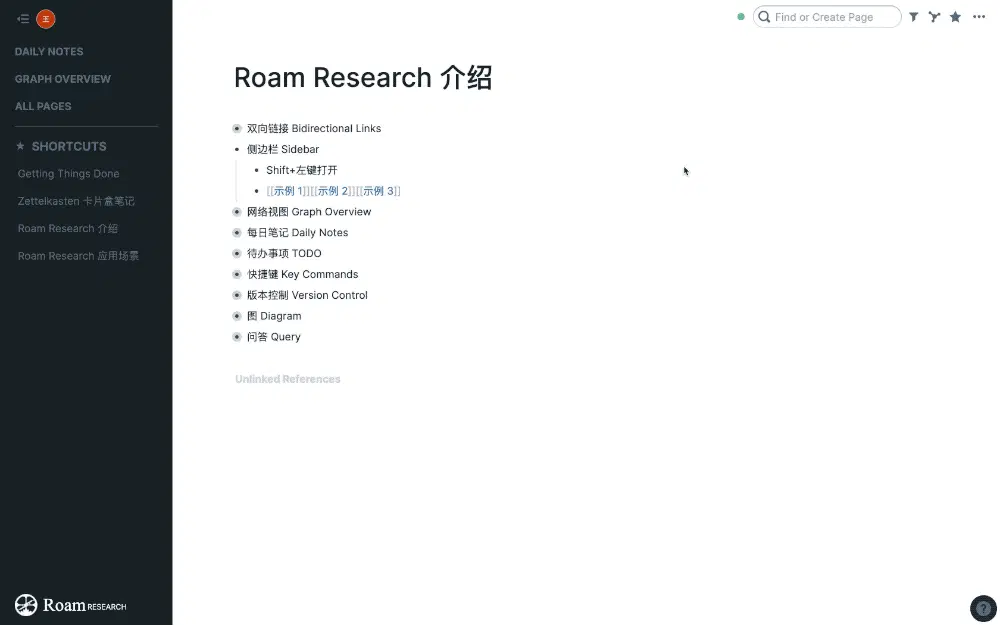 王
Find or Create Page
DAILY NOTES
GRAPH OVERVIEW
ALL PAGES
SHORTCUTS
Getting Things Done
Zettelkasten 卡片盒笔记
Roam Research 介绍
Roam Research 应用场景
Roam Research 介绍
双向链接 Bidirectional Links
侧边栏 Sidebar
Shift+左键打开
[[示例 1]][[示例 2]][[示例 3]]
网络视图 Graph Overview
每日笔记 Daily Notes
待办事项 TODO
快捷键 Key Commands
版本控制 Version Control
图 Diagram
问答 Query
Unlinked References
Roam RESEARCH
?